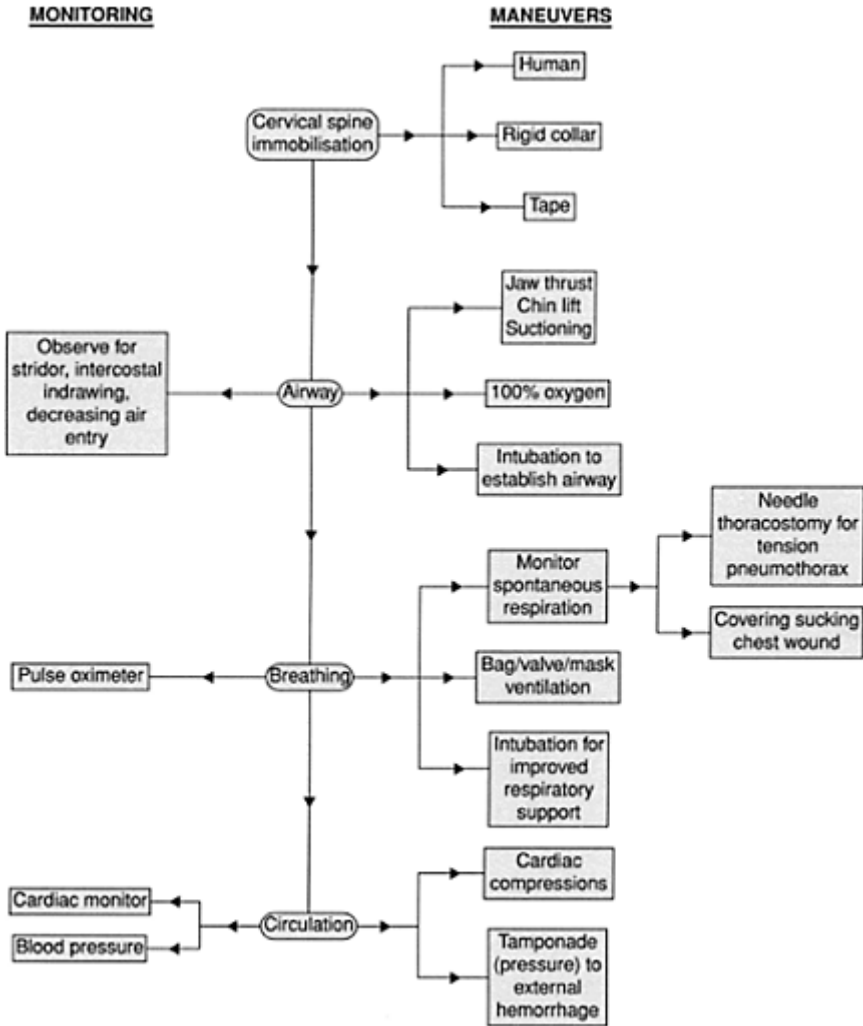 MONITORING
MANEUVERS
Human
Cervical spine
immobilisation
Rigid collar
Tape
Jaw thrust
Chin lift
Suctioning
Observe for
stridor, intercostal
indrawing,
decreasing air
entry
Airway
100% oxygen
Intubation to
establish airway
Needle
thoracostomy for
tension
pneumothorax
Monitor
spontaneous
respiration
Covering sucking
chest wound
Pulse oximeter
Breathing
Bag/valve/mask
ventilation
Intubation for
improved
respiratory
support
Cardiac
compressions
Cardiac monitor
Blood pressure
Circulation
Tamponade
(pressure) to
external
hemorrhage